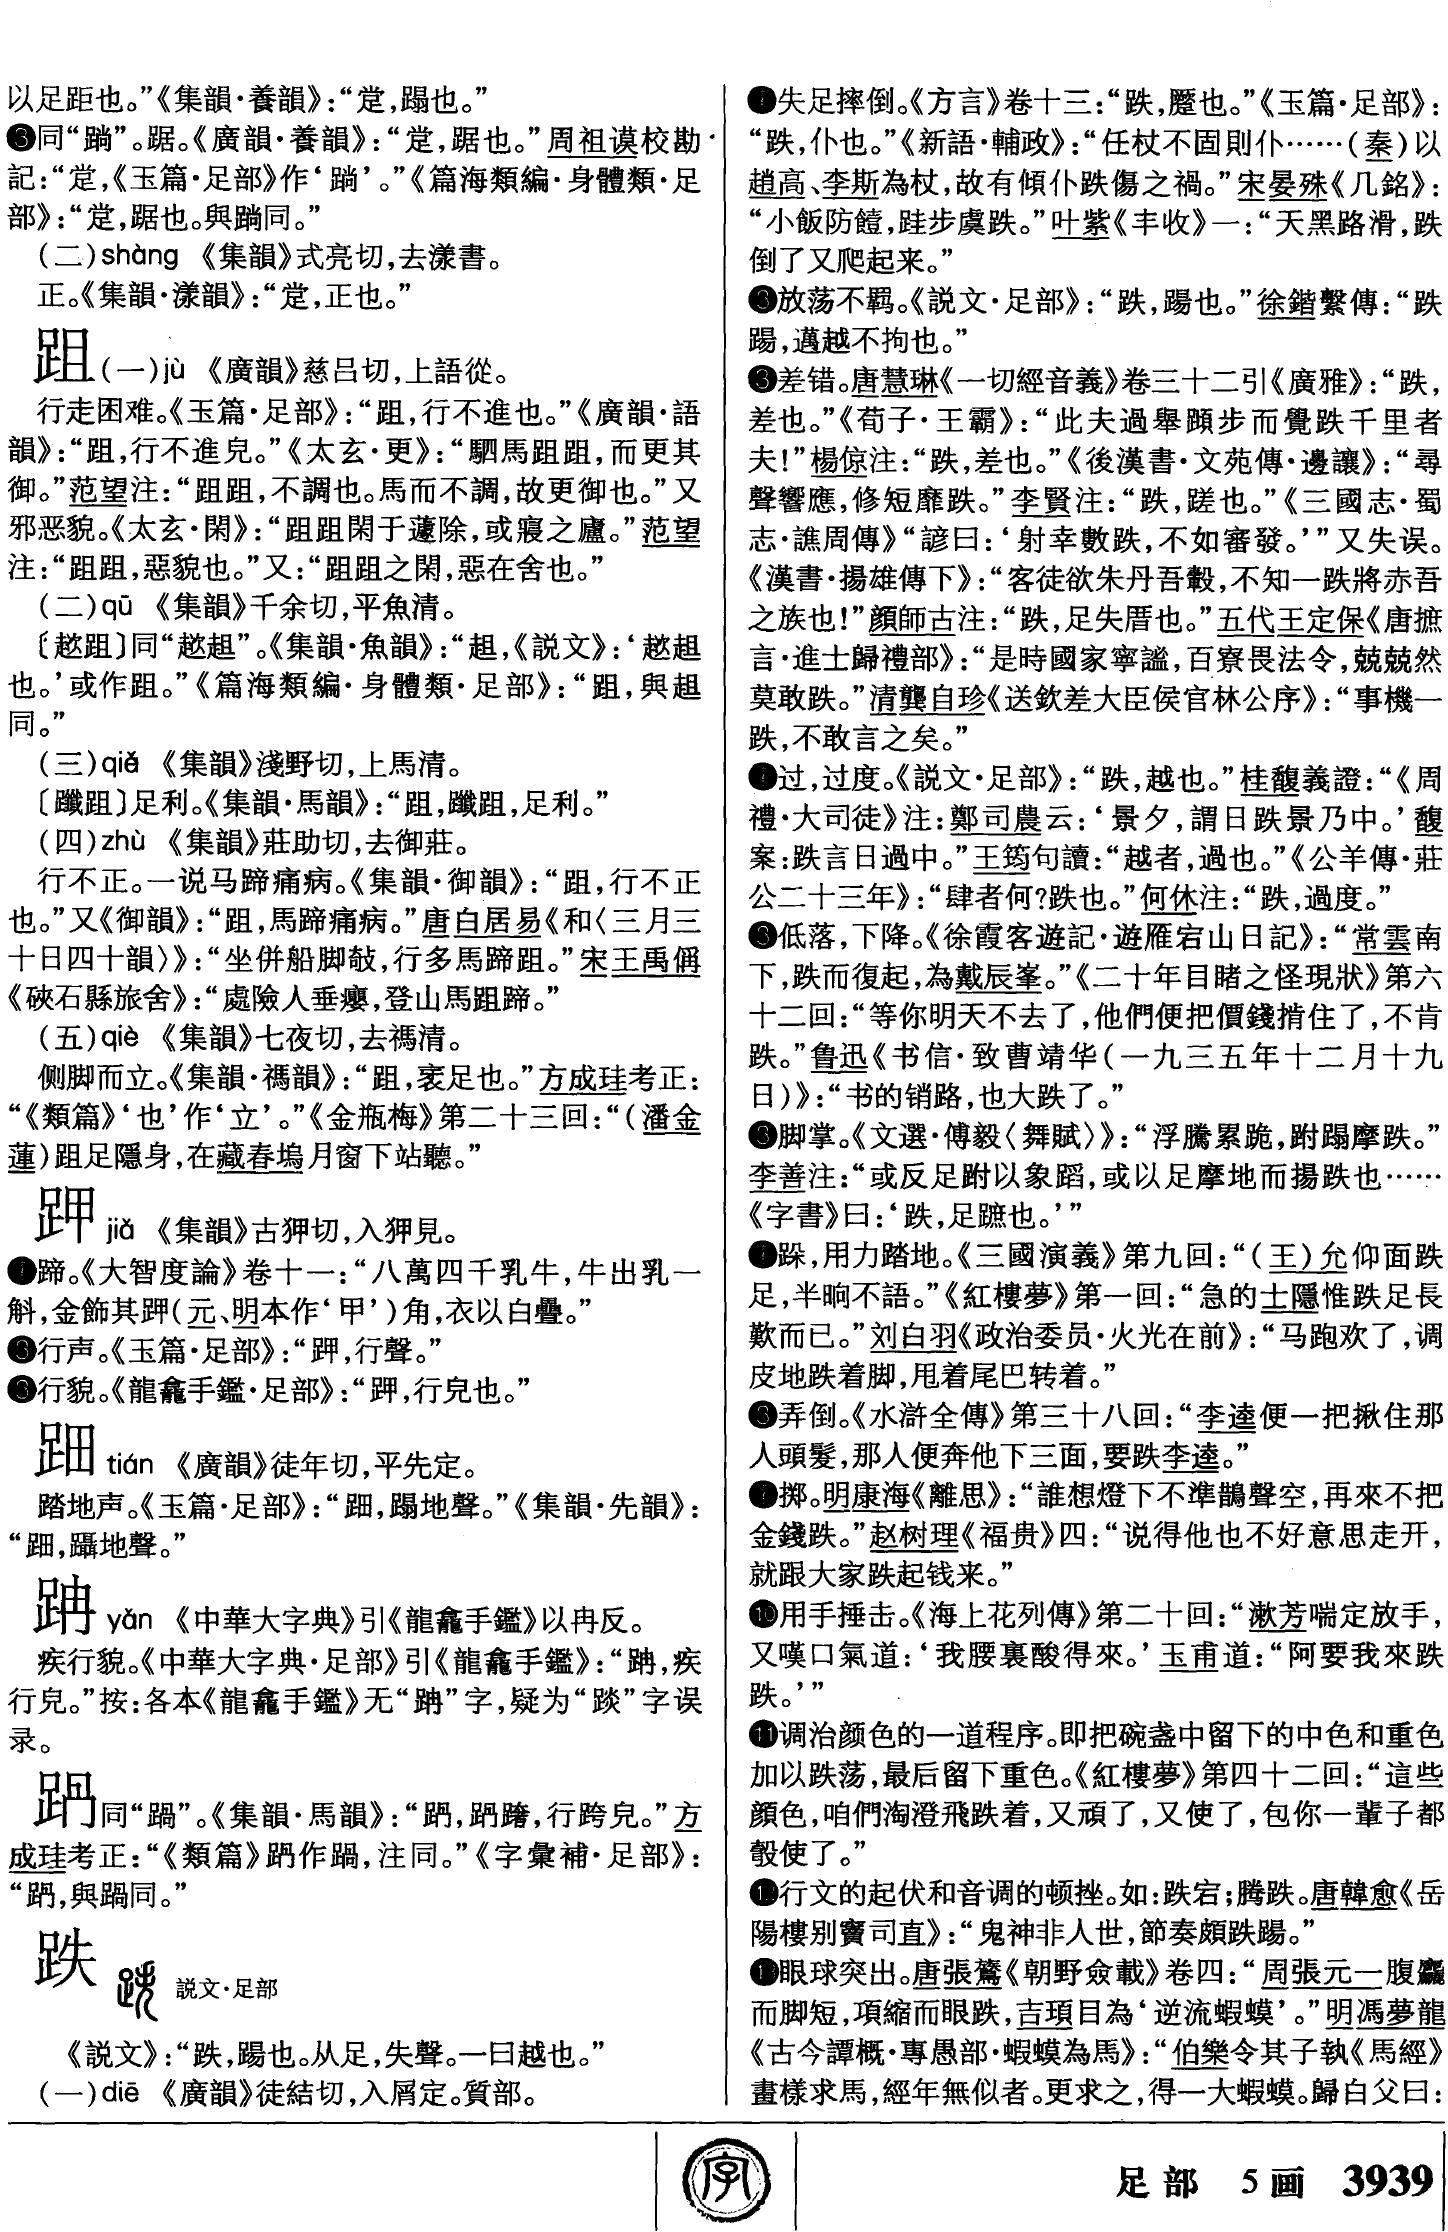 以足距也。”《集韻·養韻》：“㼽，蹋也。”
❸同“蹚”。踞。《廣韻·養韻》：“，踞也。”周祖谟校勘
記：“，《玉篇·足部》作‘’。”《篇海類編·身體類·足
部》：“，踞也。與同。”
（二）shàng 《集韻》式亮切，去漾書。
正。《集韻·漾韻》：“，正也。”
跙（一）jù 《廣韻》慈吕切，上語從。
行走困难。《玉篇·足部》：“跙，行不進也。”《廣韻·語
韻》：“跙，行不進皃。”《太玄·更》：“駟馬跙跙，而更其
御。”范望注：“跙跙，不調也。馬而不調，故更御也。”又
邪恶貌。《太玄·閑》：“跙跙閑于蘧除，或寢之廬。”范望
注：“跙跙，惡貌也。”又：“跙跙之閑，惡在舍也。”
（二）qū 《集韻》千余切，平魚清。
〔趑跙〕同“趑趄”。《集韻·魚韻》：“趄，《説文》：‘趑趄
也。’或作跙。”《篇海類編·身體類·足部》：“跙，與趄
同。”
（三）qiě 《集韻》淺野切，上馬清。
〔躡跙〕足利。《集韻·馬韻》：“跙，跙，足利。”
（四）zhù 《集韻》莊助切，去御莊。
行不正。一说马蹄痛病。《集韻·御韻》：“跙，行不正
也。”又《御韻》：“跙，馬蹄痛病。”唐白居易《和〈三月三
十日四十韻〉》：“坐併船脚攲，行多馬蹄跙。”宋王禹偁
《硤石縣旅舍》：“處險人垂癭，登山馬跙蹄。”
（五）qiè 《集韻》七夜切，去禡清。
侧脚而立。《集韻·禡韻》：“跙，衺足也。”方成珪考正：
“《類篇》‘也’作‘立’。”《金瓶梅》第二十三回：“（潘金
蓮）跙足隱身，在藏春塢月窗下站聽。”
jiǎ 《集韻》古狎切，入狎見。
❶蹄。《大智度論》卷十一：“八萬四千乳牛，牛出乳一
斛，金飾其（元、明本作‘甲’）角，衣以白疊。”
❷行声。《玉篇·足部》：“，行聲。”
❸行貌。《龍龕手鑑·足部》：“，行皃也。”
tián 《廣韻》徒年切，平先定。
踏地声。《玉篇·足部》：“，蹋地聲。”《集韻·先韻》：
“，躡地聲。”
yǎn 《中華大字典》引《龍龕手鑑》以冉反。
疾行貌。《中華大字典·足部》引《龍龕手鑑》：“，疾
行皃。”按：各本《龍龕手鑑》无“”字，疑为“”字误
录。
同“”。《集韻·馬韻》：“，，行跨皃。”方
成珪考正：“《類篇》作，注同。”《字彙補·足部》：
“，與同。”
跌 説文·足部
《説文》：“跌，踼也。从足，失聲。一曰越也。”
（一）diē 《廣韻》徒結切，入屑定。質部。
❶失足摔倒。《方言》卷十三：“跌，蹷也。”《玉篇·足部》：
“跌，仆也。”《新語·輔政》：“任杖不固則仆……（秦）以
趙高、李斯為杖，故有傾仆跌傷之禍。”宋晏殊《几銘》：
“小飯防饐，跬步虞跌。”叶紫《丰收》一：“天黑路滑，跌
倒了又爬起来。”
❷放荡不羁。《説文·足部》：“跌，踼也。”徐鍇繫傳：“跌
踼，邁越不拘也。”
❸差错。唐慧琳《一切經音義》卷三十二引《廣雅》：“跌，
差也。”《荀子·王霸》：“此夫過舉蹞步而覺跌千里者
夫！”楊倞注：“跌，差也。”《後漢書·文苑傳·邊讓》：“尋
聲響應，修短靡跌。”李賢注：“跌，蹉也。”《三國志·蜀
志·譙周傳》“諺曰：‘射幸數跌，不如審發。’”又失误。
《漢書·揚雄傳下》：“客徒欲朱丹吾轂，不知一跌將赤吾
之族也！”顔師古注：“跌，足失厝也。”五代王定保《唐摭
言·進士歸禮部》：“是時國家寧謐，百寮畏法令，兢兢然
莫敢跌。”清龔自珍《送欽差大臣侯官林公序》：“事機一
跌，不敢言之矣。”
❹过，过度。《説文·足部》：“跌，越也。”桂馥義證：“《周
禮·大司徒》注：鄭司農云：‘景夕，謂日跌景乃中。’馥
案：跌言日過中。”王筠句讀：“越者，過也。”《公羊傳·莊
公二十三年》：“肆者何？跌也。”何休注：“跌，過度。”
❺低落，下降。《徐霞客遊記·遊雁宕山日記》：“常雲南
下，跌而復起，為戴辰峯。”《二十年目睹之怪現狀》第六
十二回：“等你明天不去了，他們便把價錢掯住了，不肯
跌。”鲁迅《书信·致曹靖华（一九三五年十二月十九
日）》：“书的销路，也大跌了。”
❻脚掌。《文選·傅毅〈舞賦〉》：“浮騰累跪，跗蹋摩跌。”
李善注：“或反足跗以象蹈，或以足摩地而揚跌也……
《字書》曰：‘跌，足蹠也。’”
❼跺，用力踏地。《三國演義》第九回：“（王）允仰面跌
足，半晌不語。”《紅樓夢》第一回：“急的士隱惟跌足長
歎而已。”刘白羽《政治委员·火光在前》：“马跑欢了，调
皮地跌着脚，甩着尾巴转着。”
❽弄倒。《水滸全傳》第三十八回：“李逵便一把揪住那
人頭髮，那人便奔他下三面，要跌李逵。”
❾掷。明康海《離思》：“誰想燈下不準鵲聲空，再來不把
金錢跌。”赵树理《福贵》四：“说得他也不好意思走开，
就跟大家跌起钱来。”
❿用手捶击。《海上花列傳》第二十回：“漱芳喘定放手，
又嘆口氣道：‘我腰裏酸得來。’玉甫道：“阿要我來跌
跌。’”
⓫调治颜色的一道程序。即把碗盏中留下的中色和重色
加以跌荡，最后留下重色。《紅樓夢》第四十二回：“這些
顔色，咱們淘澄飛跌着，又頑了，又使了，包你一輩子都
彀使了。”
⓬行文的起伏和音调的顿挫。如：跌宕；腾跌。唐韓愈《岳
陽樓别竇司直》：“鬼神非人世，節奏頗跌踼。”
⓭眼球突出。唐張鷟《朝野僉載》卷四：“周張元一腹麤
而脚短，項縮而眼跌，吉頊目為‘逆流蝦蟆’。”明馮夢龍
《古今譚概·專愚部·蝦蟆為馬》：“伯樂令其子執《馬經》
畫樣求馬，經年無似者。更求之，得一大蝦蟆。歸白父曰：
字
足部 5画 3939